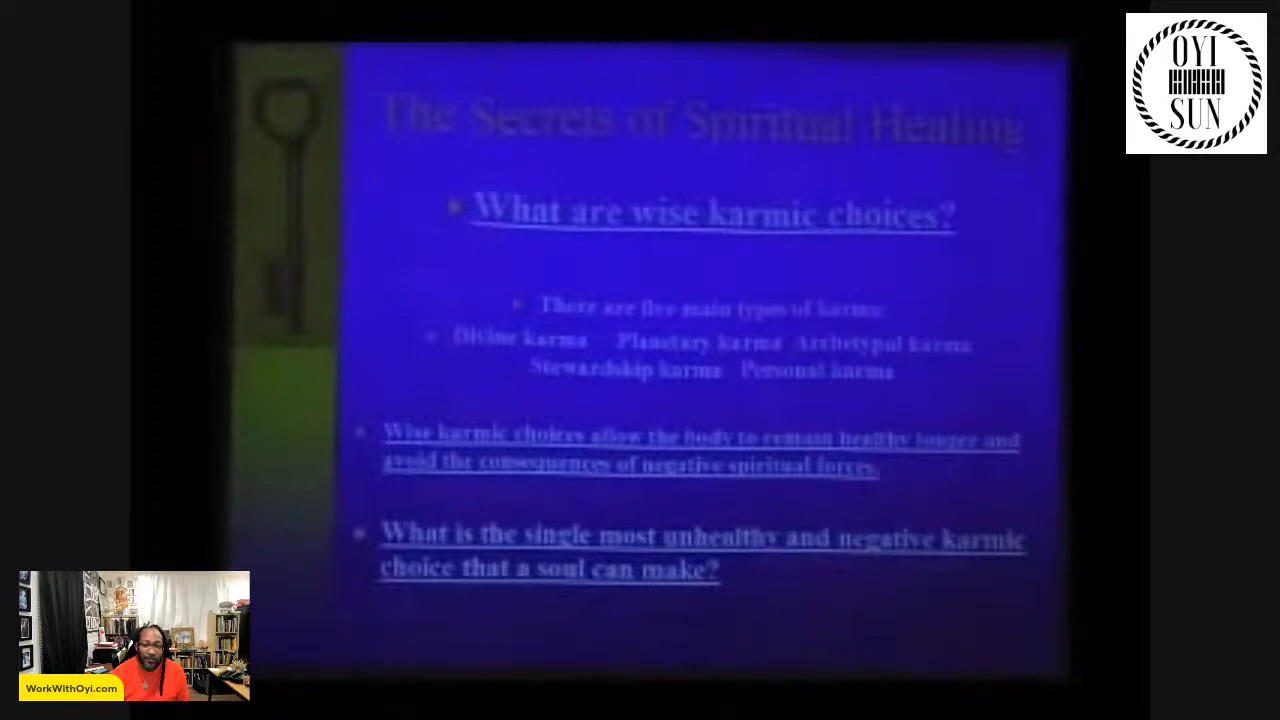 OYI
SUN
The Secrets of Spiritual Healing
What are wise karmic choices?
There are five main types of karma:
Divine karma Planetary karma Archetypal karma
Stewardship karma Personal karma
Wise karmic choices allow the body to remain healthy longer and
avoid the consequences of negative spiritual forces.
What is the single most unhealthy and negative karmic
choice that a soul can make?
WorkWithOyi.com